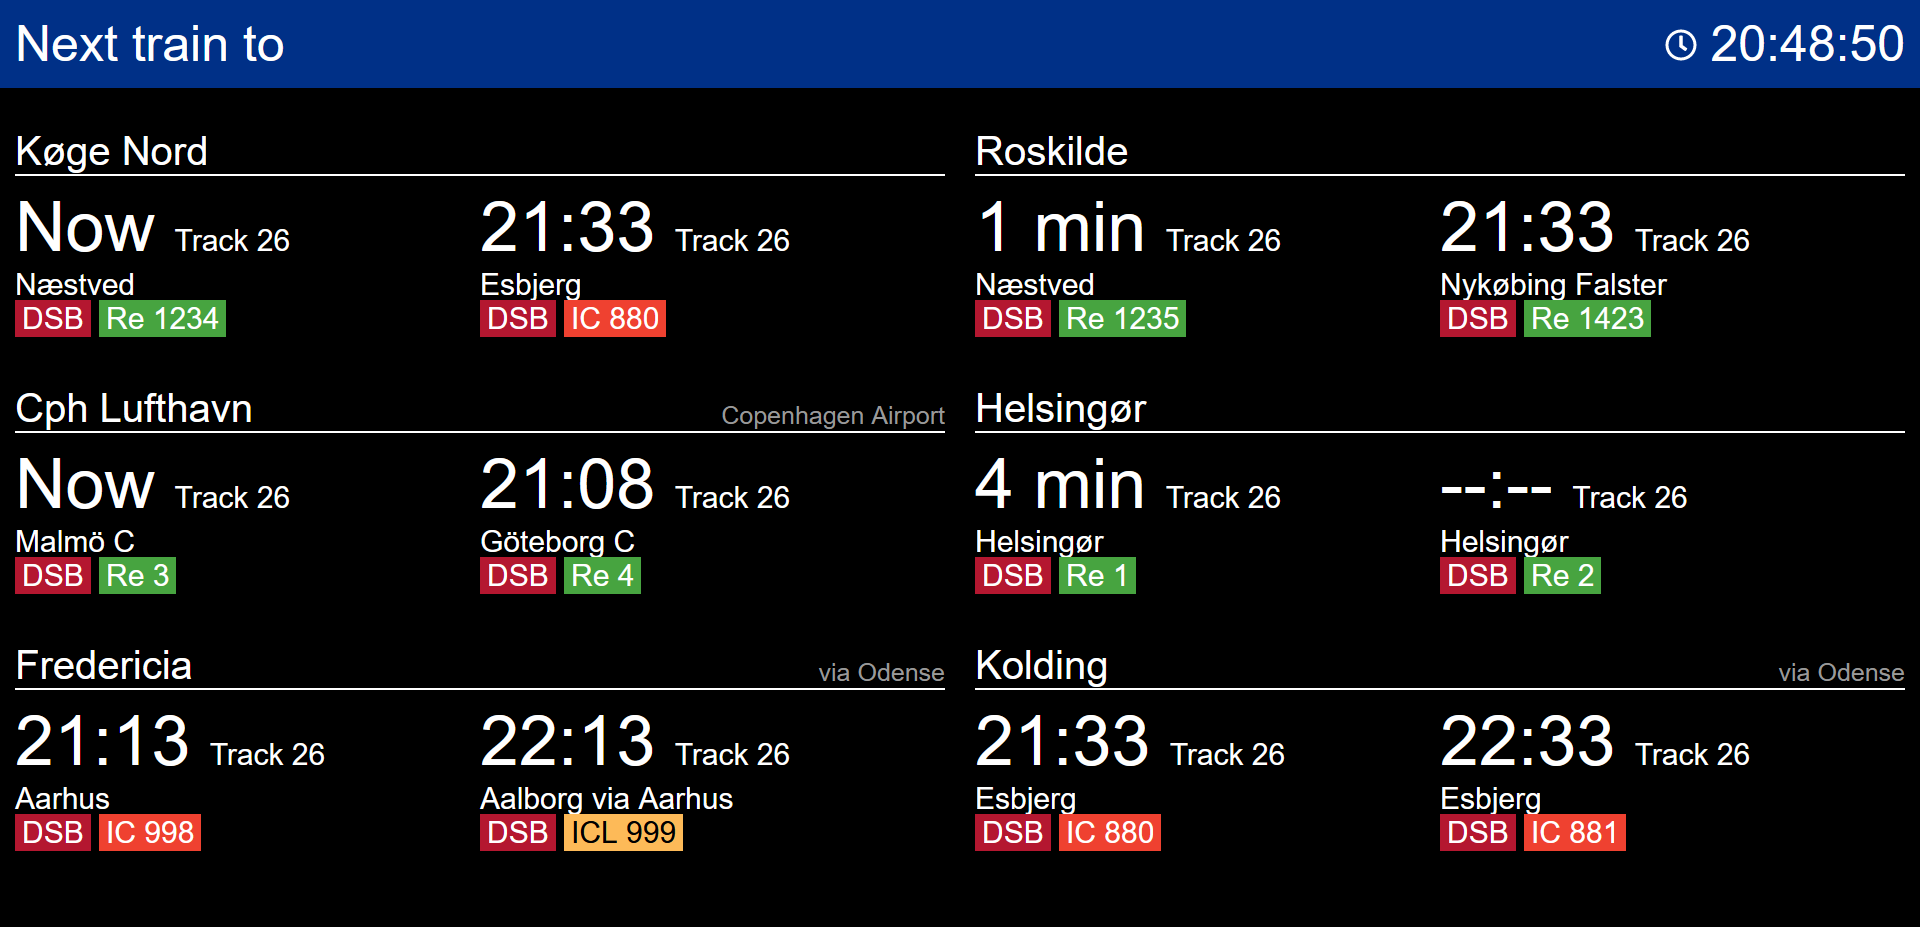 Next train to 20:48:50
Køge Nord
Now Track 26 21:33 Track 26
Næstved Esbjerg
DSB Re 1234 DSB IC 880
Roskilde
1 min Track 26 21:33 Track 26
Næstved Nykøbing Falster
DSB Re 1235 DSB Re 1423
Cph Lufthavn Copenhagen Airport
Now Track 26 21:08 Track 26
Malmö C Göteborg C
DSB Re 3 DSB Re 4
Helsingør
4 min Track 26 --:-- Track 26
Helsingør Helsingør
DSB Re 1 DSB Re 2
Fredericia via Odense
21:13 Track 26 22:13 Track 26
Aarhus Aalborg via Aarhus
DSB IC 998 DSB ICL 999
Kolding via Odense
21:33 Track 26 22:33 Track 26
Esbjerg Esbjerg
DSB IC 880 DSB IC 881